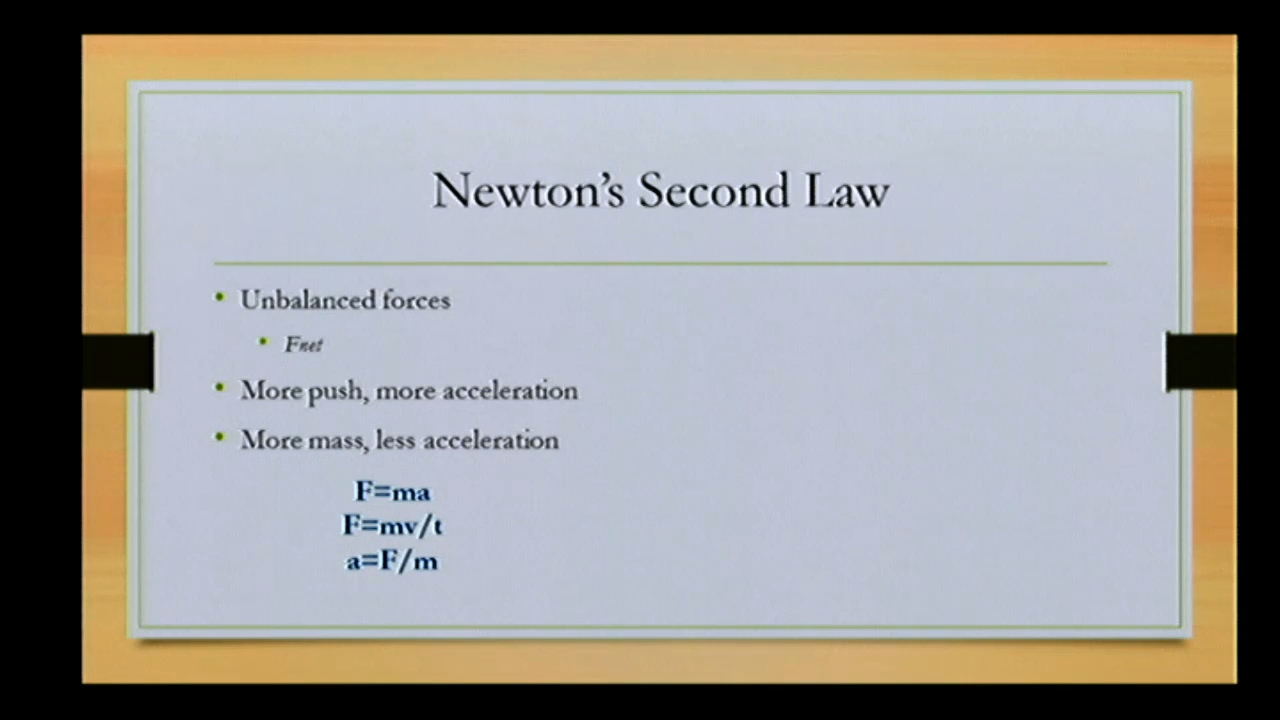 Newton's Second Law
• Unbalanced forces
• Fnet
• More push, more acceleration
• More mass, less acceleration
F=ma
F=mv/t
a=F/m